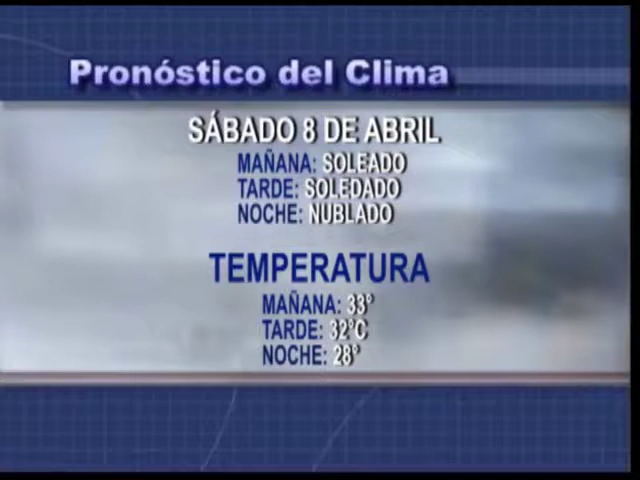 Pronóstico del Clima
SÁBADO 8 DE ABRIL
MAÑANA: SOLEADO
TARDE: SOLEDADO
NOCHE: NUBLADO
TEMPERATURA
MAÑANA: 33°
TARDE: 32°C
NOCHE: 28°